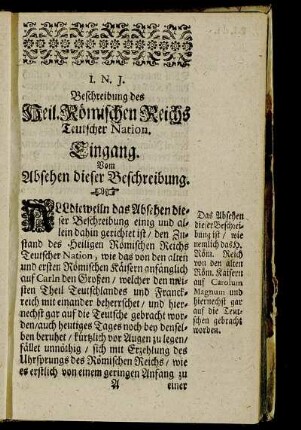 I. N. J.
Beschreibung des
Heil. Römischen Reichs
Teutscher Nation.
Eingang.
Vom
Absehen dieser Beschreibung.
ALLdieweiln das Absehen die-
ser Beschreibung einig und al-
lein dahin gerichtet ist / den Zu-
stand des Heiligen Römischen Reichs
Teutscher Nation, wie das von den alten
und ersten Römischen Käisern anfänglich
auf Carln den Grossen / welcher den mei-
sten Theil Teutschlandes und Franck-
reich mit einander beherrschet / und hier-
nechst gar auf die Teutsche gebracht wor-
den / auch heutiges Tages noch bey densel-
ben beruhet / kürtzlich vor Augen zu legen /
fället unnöthig / sich mit Erzehlung des
Uhrsprungs des Römischen Reichs / wie
es erstlich von einem geringen Anfang zu
A einer
Das Absehen
dieser Beschrei-
bung ist / wie
nemlich das H.
Röm. Reich
von den alten
Röm. Kaisern
auf Carolum
Magnum und
hiernechst gar
auf die Teut-
schen gebracht
worden.